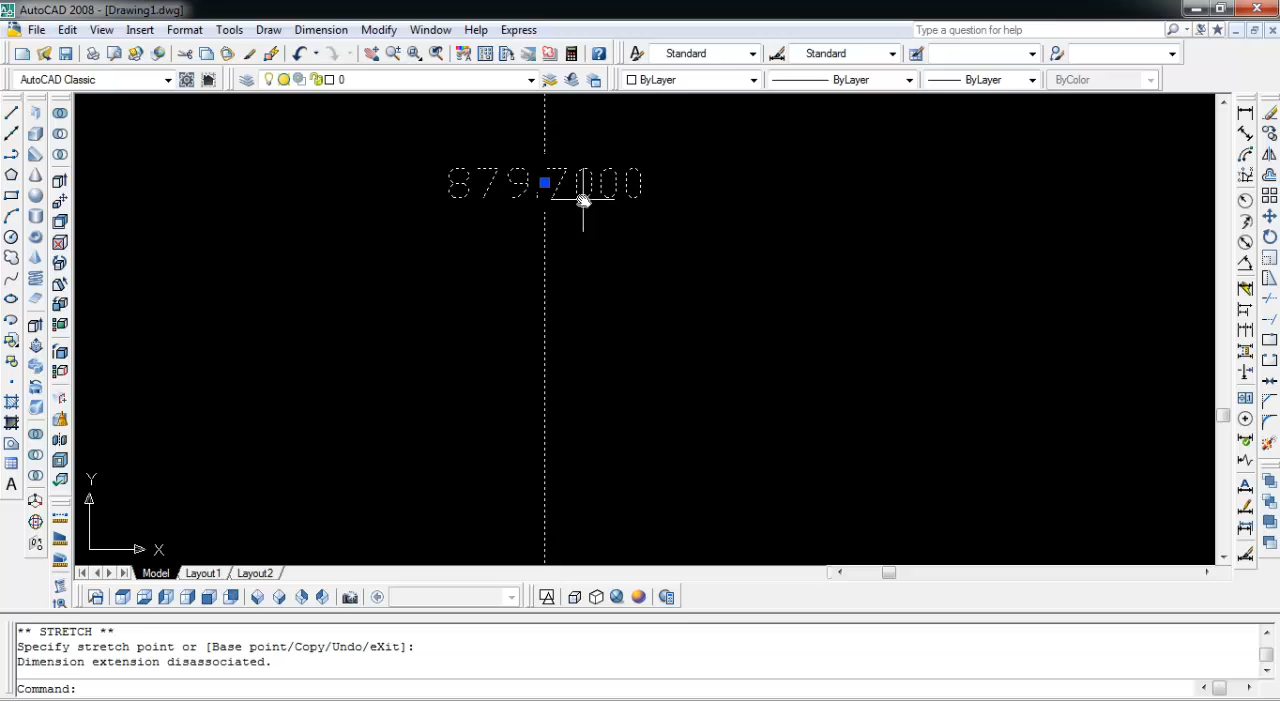 AutoCAD 2008 - [Drawing1.dwg]
File Edit View Insert Format Tools Draw Dimension Modify Window Help Express
Type a question for help
Standard Standard
AutoCAD Classic 0 ByLayer ByLayer ByLayer ByColor
879.7000
A
Y
X
Model Layout1 Layout2
** STRETCH **
Specify stretch point or [Base point/Copy/Undo/eXit]:
Dimension extension disassociated.
Command: